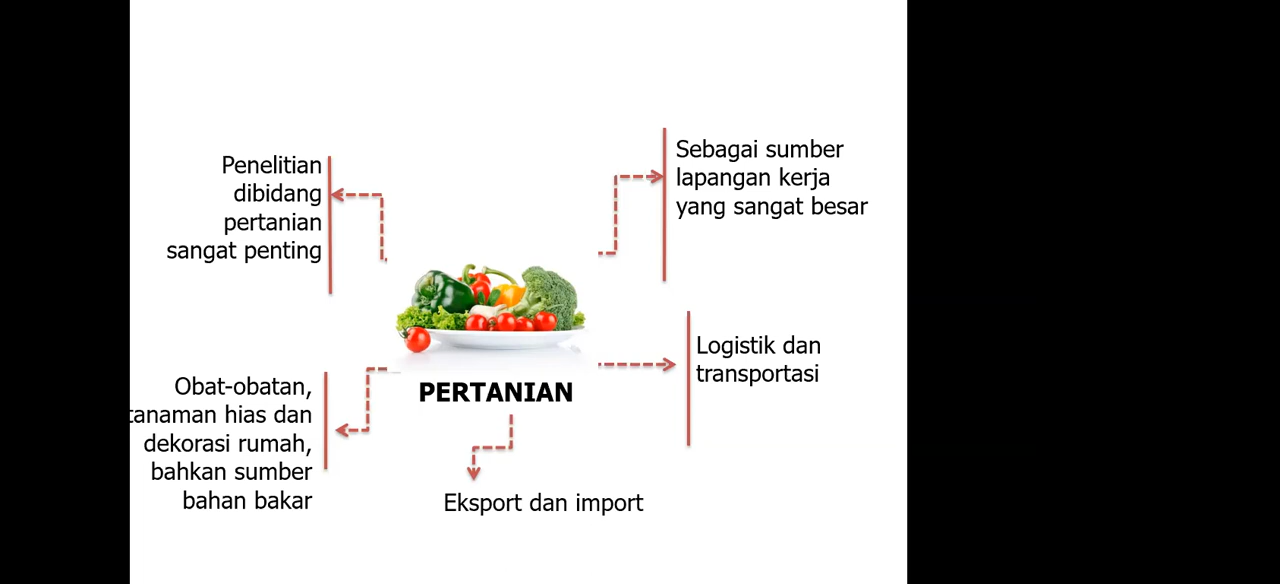 Penelitian
dibidang
pertanian
sangat penting
Sebagai sumber
lapangan kerja
yang sangat besar
Logistik dan
transportasi
PERTANIAN
Obat-obatan,
tanaman hias dan
dekorasi rumah,
bahkan sumber
bahan bakar
Eksport dan import